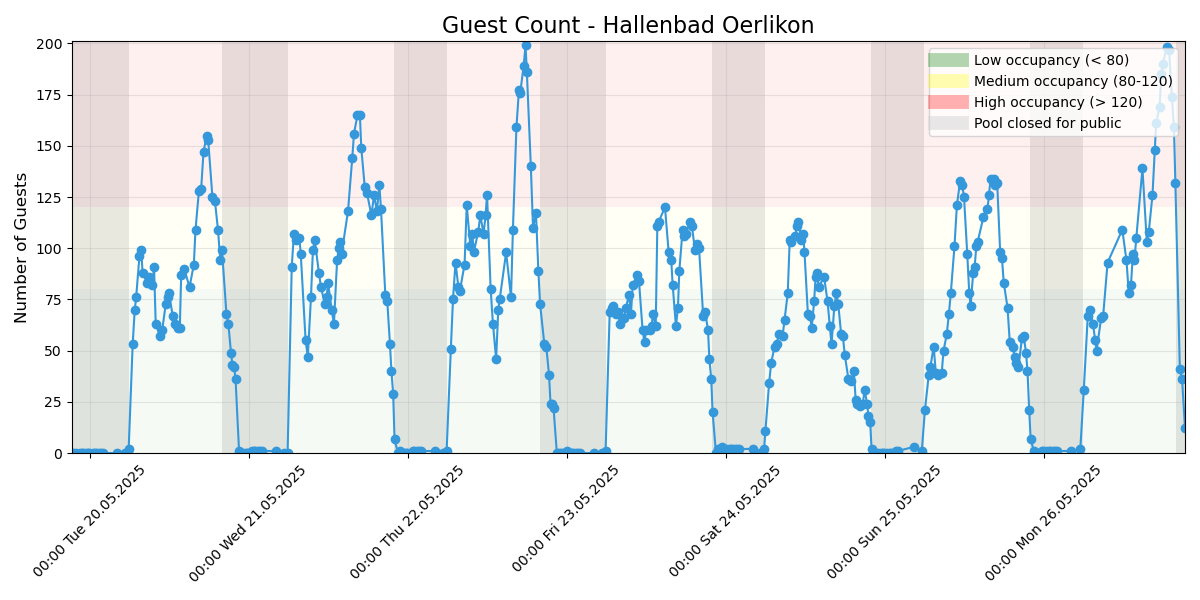 Guest Count - Hallenbad Oerlikon
Number of Guests
200
175
150
125
100
75
50
25
0
Low occupancy (< 80)
Medium occupancy (80-120)
High occupancy (> 120)
Pool closed for public
00:00 Tue 20.05.2025
00:00 Wed 21.05.2025
00:00 Thu 22.05.2025
00:00 Fri 23.05.2025
00:00 Sat 24.05.2025
00:00 Sun 25.05.2025
00:00 Mon 26.05.2025